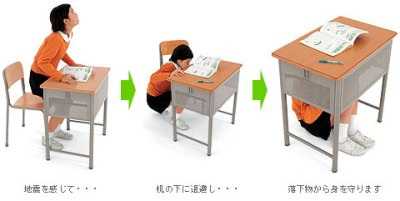 地震を感じて・・・
机の下に退避し・・・
落下物から身を守ります